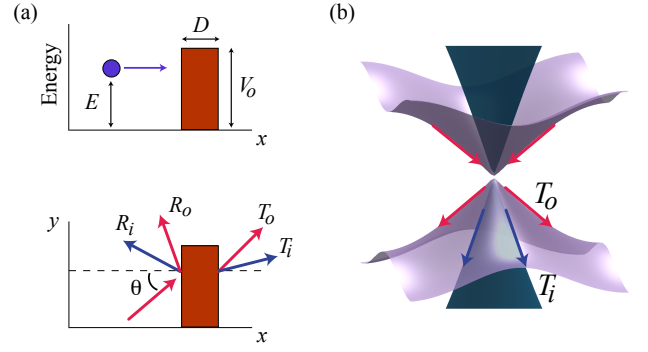 (a)
Energy
E
D
V_o
x
y
R_i
R_o
T_o
T_i
θ
x
(b)
T_o
T_i